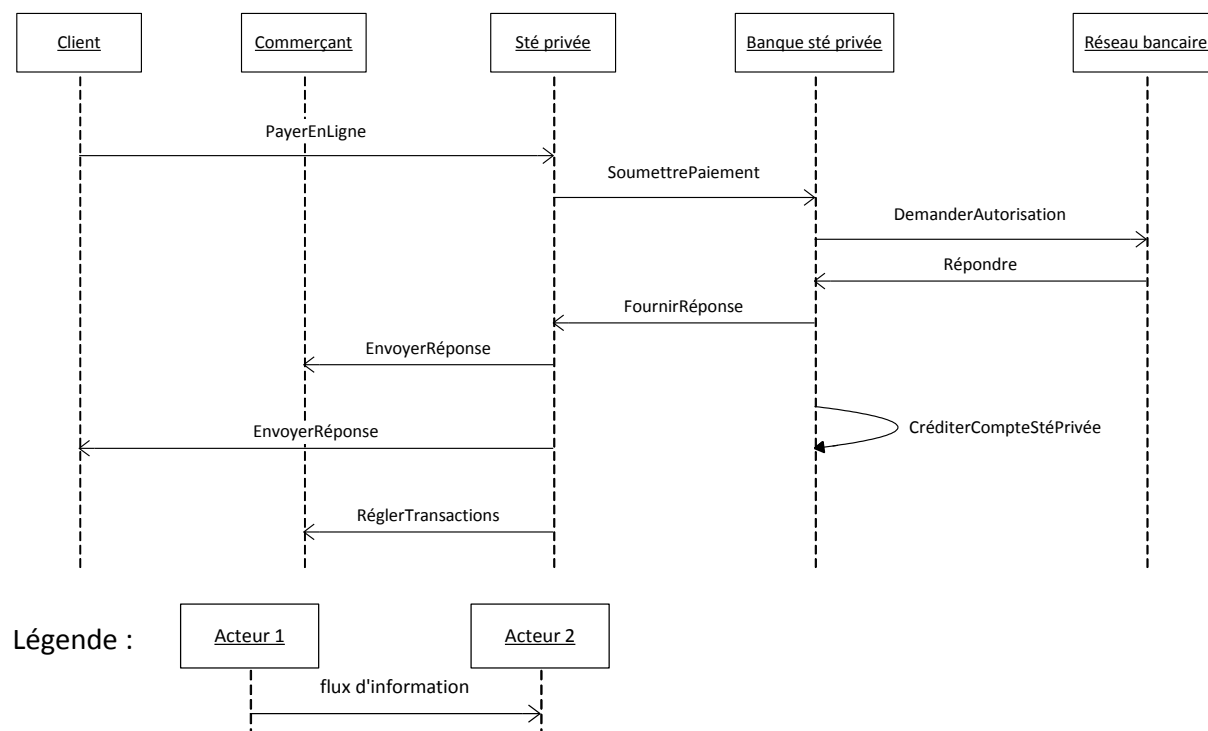 Client
Commerçant
Sté privée
Banque sté privée
Réseau bancaire
PayerEnLigne
SoumettrePaiement
DemanderAutorisation
Répondre
FournirRéponse
EnvoyerRéponse
CréditerCompteStéPrivée
EnvoyerRéponse
RéglerTransactions
Légende :
Acteur 1
Acteur 2
flux d'information